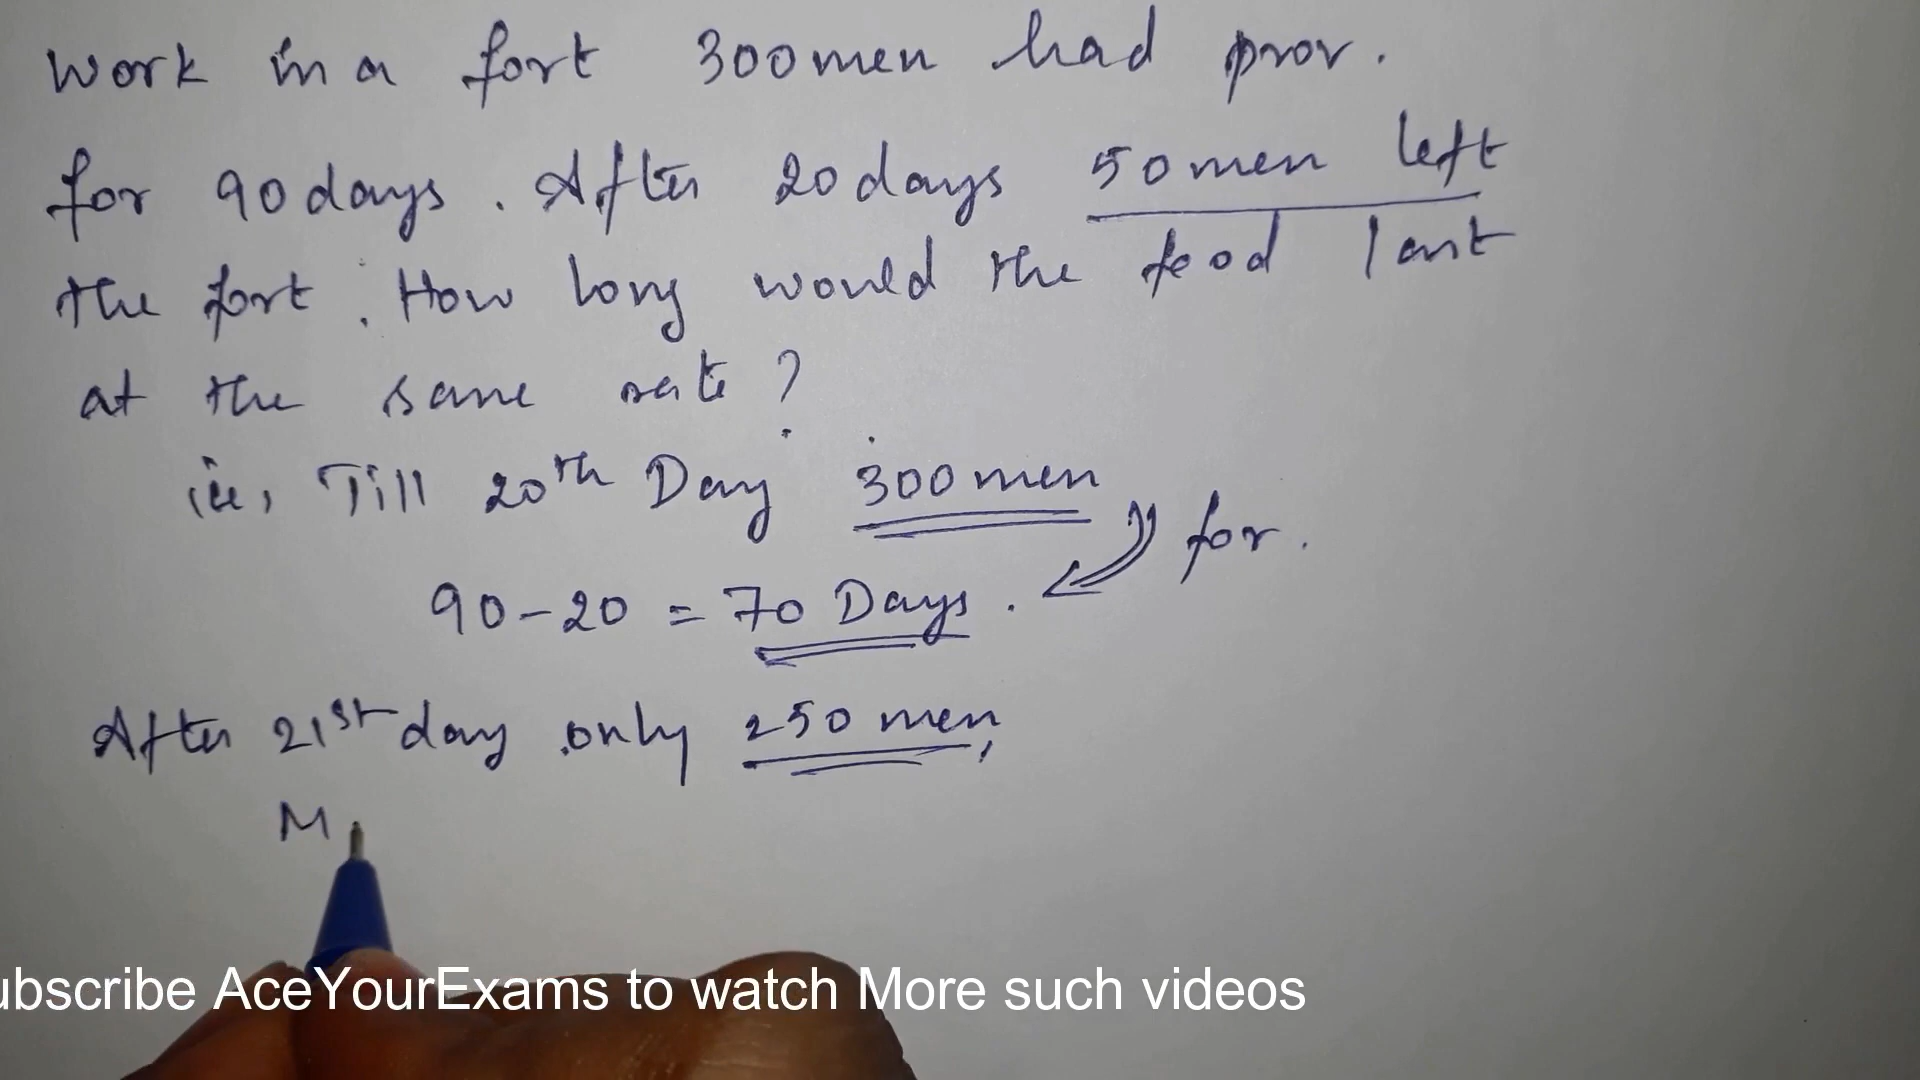 Work in a fort 300 men had prov.
for 90 days. After 20 days 50 men left
the fort. How long would the food last
at the same rate?
ie, Till 20th Day 300 men
for.
90-20 = 70 Days.
After 21st day only 250 men,
M
ubscribe AceYourExams to watch More such videos